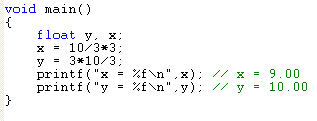 void main()
{
float y, x;
x = 10/3*3;
y = 3*10/3;
printf("x = %f\n",x); // x = 9.00
printf("y = %f\n",y); // y = 10.00
}